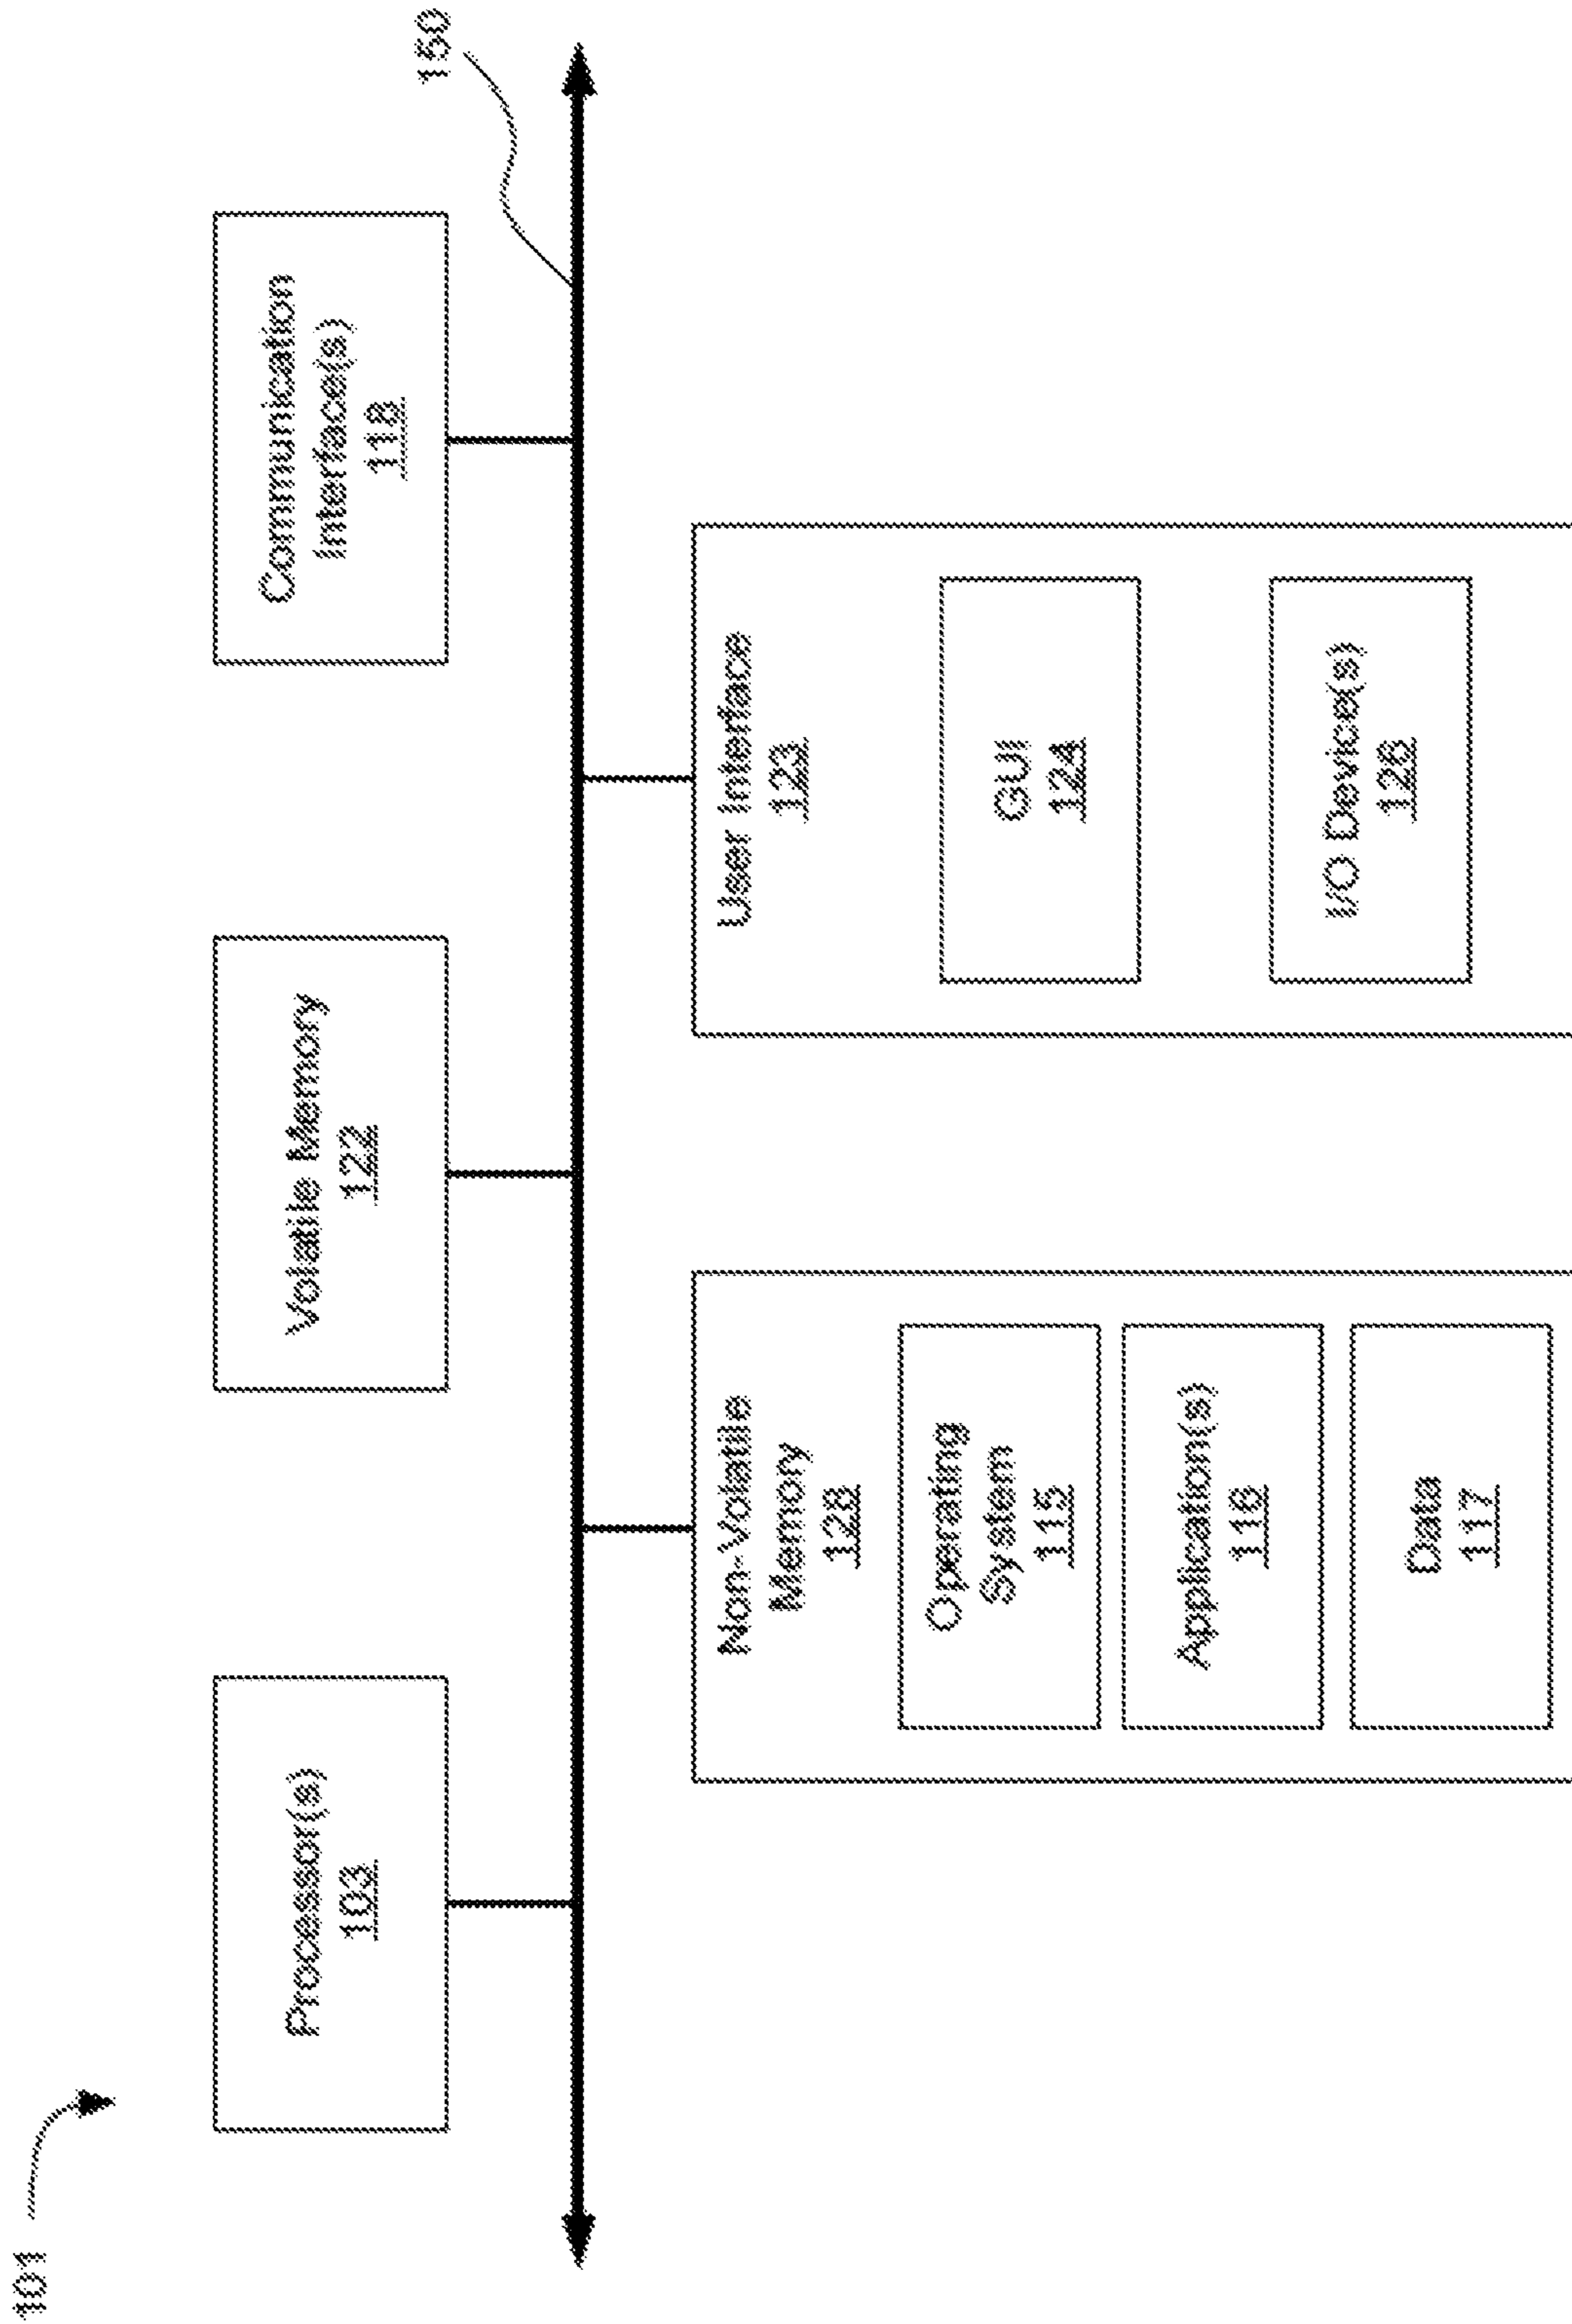 101
Processor(s)
103
Volatile Memory
122
Communication
Interface(s)
118
150
Non-Volatile
Memory
128
Operating
System
115
Application(s)
116
Data
117
User Interface
123
GUI
124
I/O Device(s)
126